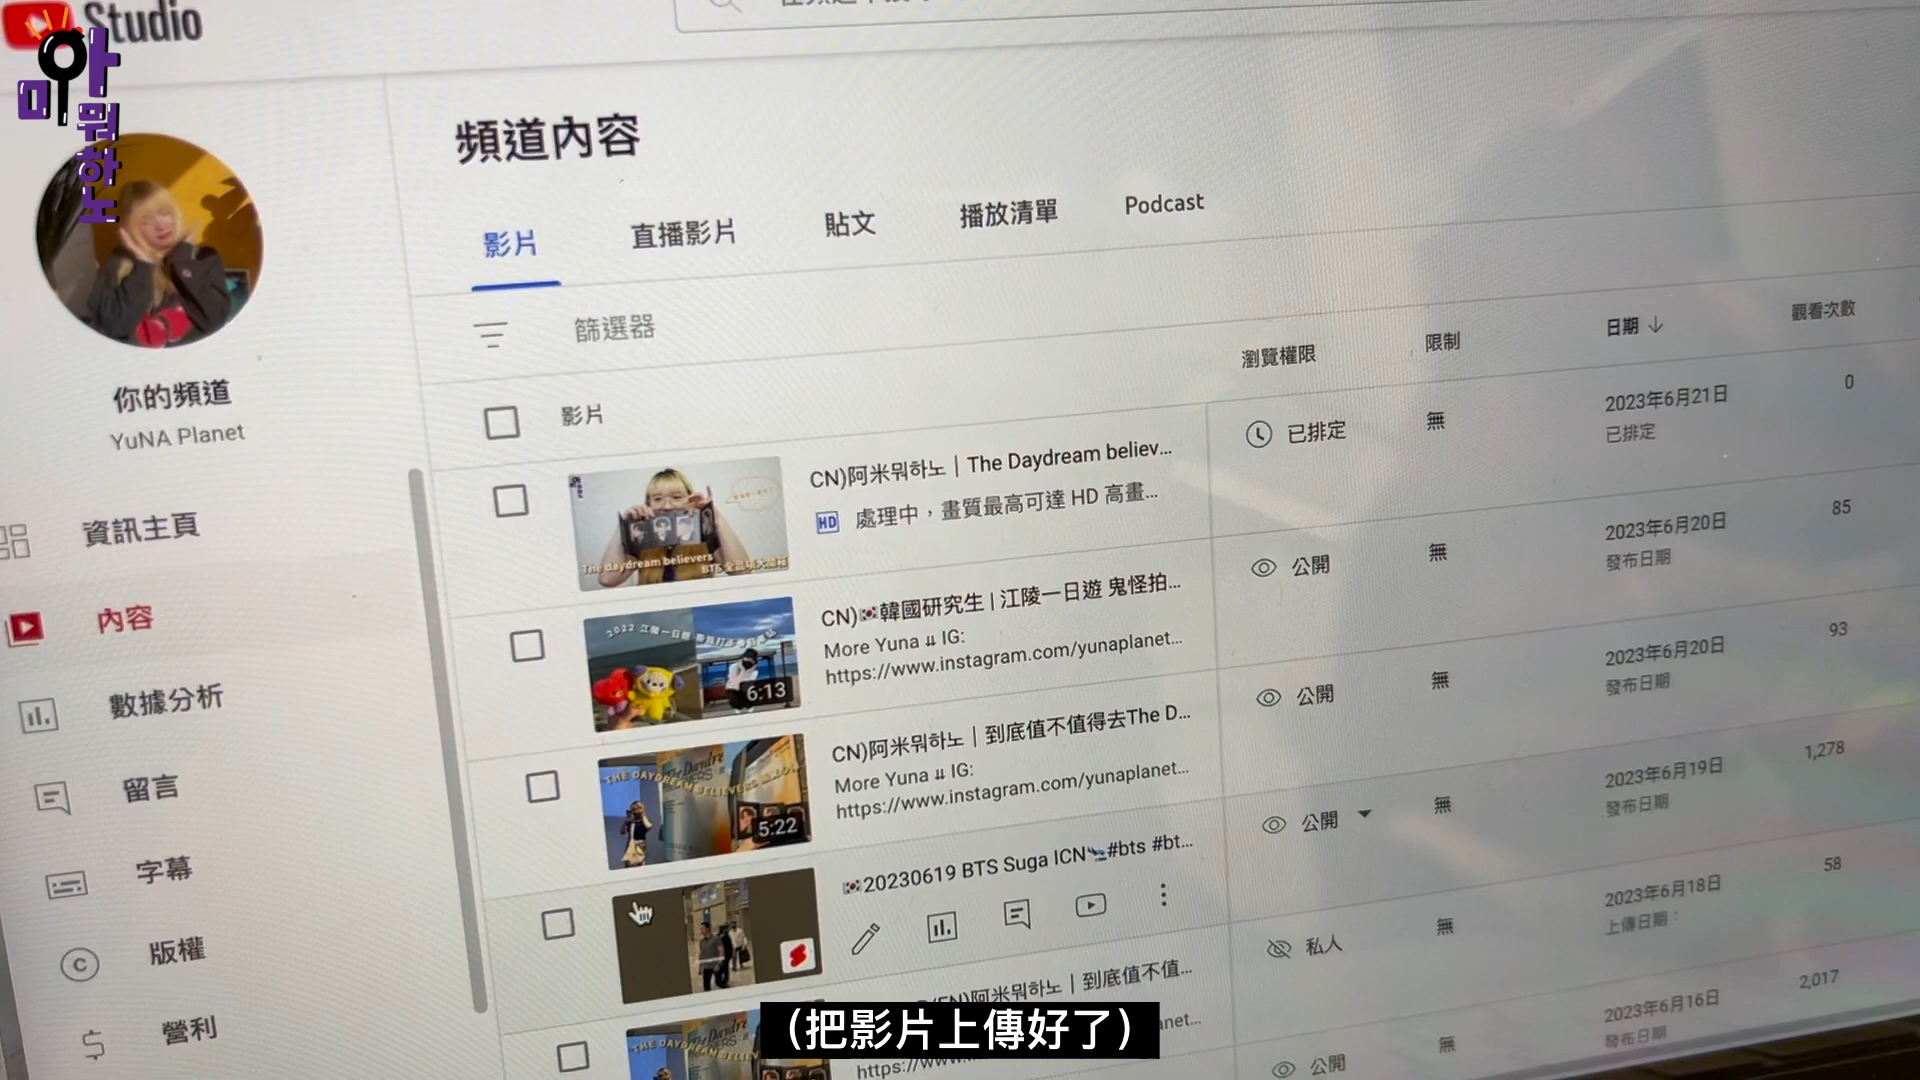 Studio
아
미
뭐
하
노
頻道內容
影片
直播影片
貼文
播放清單
Podcast
篩選器
你的頻道
YuNA Planet
資訊主頁
內容
數據分析
留言
字幕
版權
營利
影片
瀏覽權限
限制
日期
觀看次數
CN)阿米뭐하노｜The Daydream believ...
HD 處理中，畫質最高可達 HD 高畫...
已排定
無
2023年6月21日
已排定
0
The daydream believers
CN)🇰🇷韓國研究生 | 江陵一日遊 鬼怪拍...
More Yuna ⇊ IG:
https://www.instagram.com/yunaplanet...
6:13
公開
無
2023年6月20日
發布日期
85
CN)阿米뭐하노｜到底值不值得去The D...
More Yuna ⇊ IG:
https://www.instagram.com/yunaplanet...
THE DAYDREAM BELIEVERS
5:22
公開
無
2023年6月20日
發布日期
93
🇰🇷20230619 BTS Suga ICN🛬#bts #bt...
公開
無
2023年6月19日
發布日期
1,278
阿米뭐하노｜到底值不值...
私人
無
2023年6月18日
上傳日期：
58
公開
無
2023年6月16日
發布日期
2,017
（把影片上傳好了）